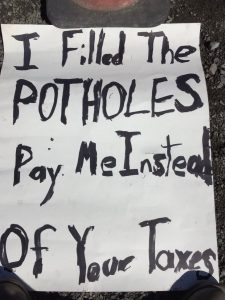 I Filled The
POTHOLES
Pay Me Instead
Of Your Taxes